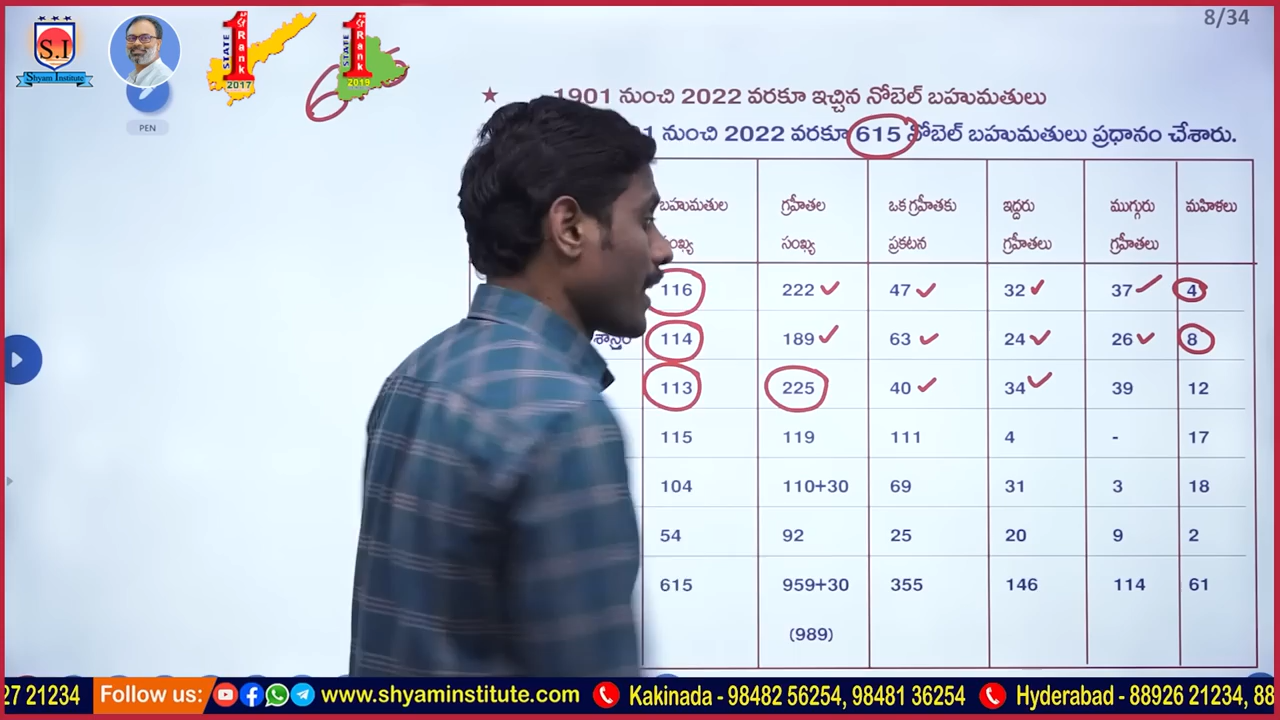 8/34
S.I
Shyam Institute
STATE 1 Rank 2017
STATE 1 Rank 2019
PEN
★ 1901 నుంచి 2022 వరకూ ఇచ్చిన నోబెల్ బహుమతులు
నుంచి 2022 వరకూ 615 నోబెల్ బహుమతులు ప్రధానం చేశారు.
బహుమతుల గ్రహీతల ఒక గ్రహీతకు ఇద్దరు ముగ్గురు మహిళలు
సంఖ్య ప్రకటన గ్రహీతలు గ్రహీతలు
116 222 47 32 37 4
114 189 63 24 26 8
113 225 40 34 39 12
115 119 111 4 - 17
104 110+30 69 31 3 18
54 92 25 20 9 2
615 959+30 355 146 114 61
(989)
27 21234 Follow us: www.shyaminstitute.com Kakinada - 98482 56254, 98481 36254 Hyderabad - 88926 21234, 88